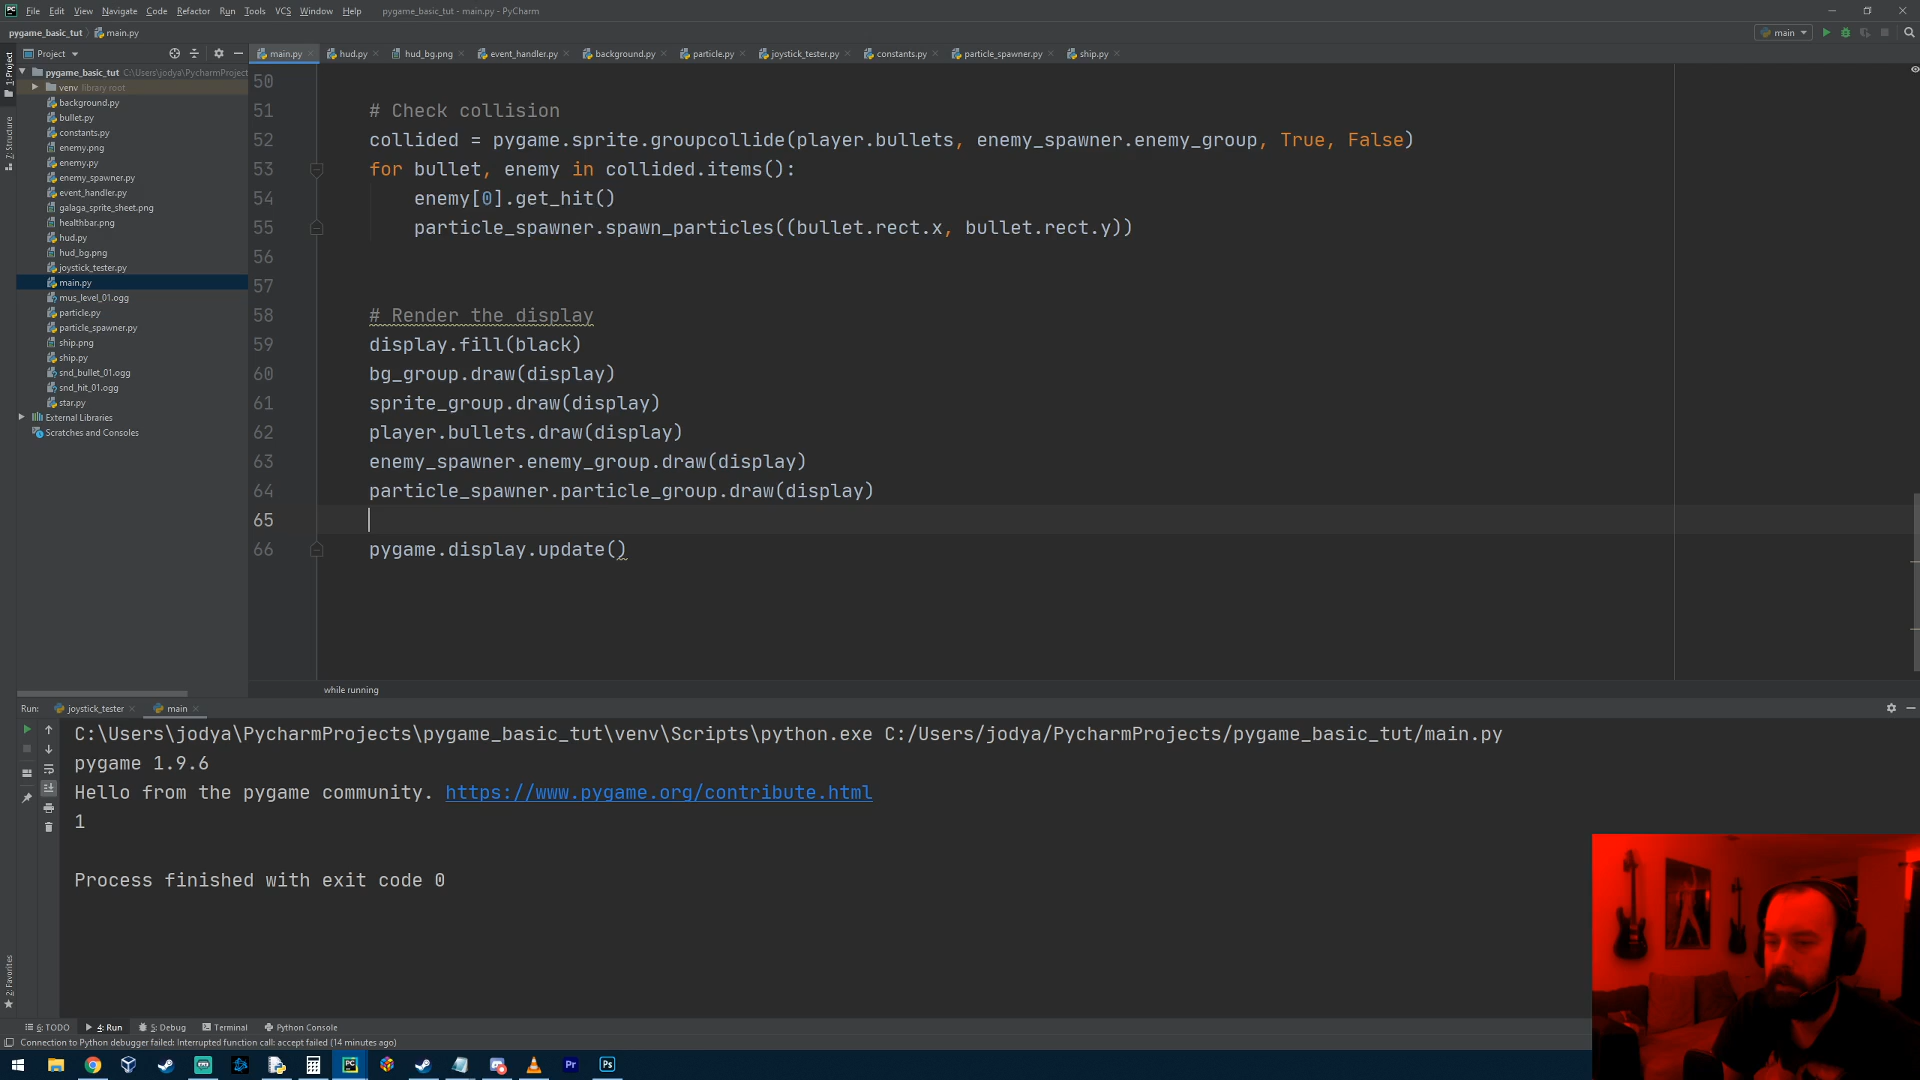 File Edit View Navigate Code Refactor Run Tools VCS Window Help pygame_basic_tut - main.py - PyCharm
pygame_basic_tut main.py main
Project main.py hud.py hud_bg.png event_handler.py background.py particle.py joystick_tester.py constants.py particle_spawner.py ship.py
1: Project
Z: Structure
2: Favorites
pygame_basic_tut C:\Users\jodya\PycharmProject
venv library root
background.py
bullet.py
constants.py
enemy.png
enemy.py
enemy_spawner.py
event_handler.py
galaga_sprite_sheet.png
healthbar.png
hud.py
hud_bg.png
joystick_tester.py
main.py
mus_level_01.ogg
particle.py
particle_spawner.py
ship.png
ship.py
snd_bullet_01.ogg
snd_hit_01.ogg
star.py
External Libraries
Scratches and Consoles
50
51 # Check collision
52 collided = pygame.sprite.groupcollide(player.bullets, enemy_spawner.enemy_group, True, False)
53 for bullet, enemy in collided.items():
54 enemy[0].get_hit()
55 particle_spawner.spawn_particles((bullet.rect.x, bullet.rect.y))
56
57
58 # Render the display
59 display.fill(black)
60 bg_group.draw(display)
61 sprite_group.draw(display)
62 player.bullets.draw(display)
63 enemy_spawner.enemy_group.draw(display)
64 particle_spawner.particle_group.draw(display)
65
66 pygame.display.update()
while running
Run: joystick_tester main
C:\Users\jodya\PycharmProjects\pygame_basic_tut\venv\Scripts\python.exe C:/Users/jodya/PycharmProjects/pygame_basic_tut/main.py
pygame 1.9.6
Hello from the pygame community. https://www.pygame.org/contribute.html
1
Process finished with exit code 0
6: TODO 4: Run 5: Debug Terminal Python Console
Connection to Python debugger failed: Interrupted function call: accept failed (14 minutes ago)
PC Pr Ps